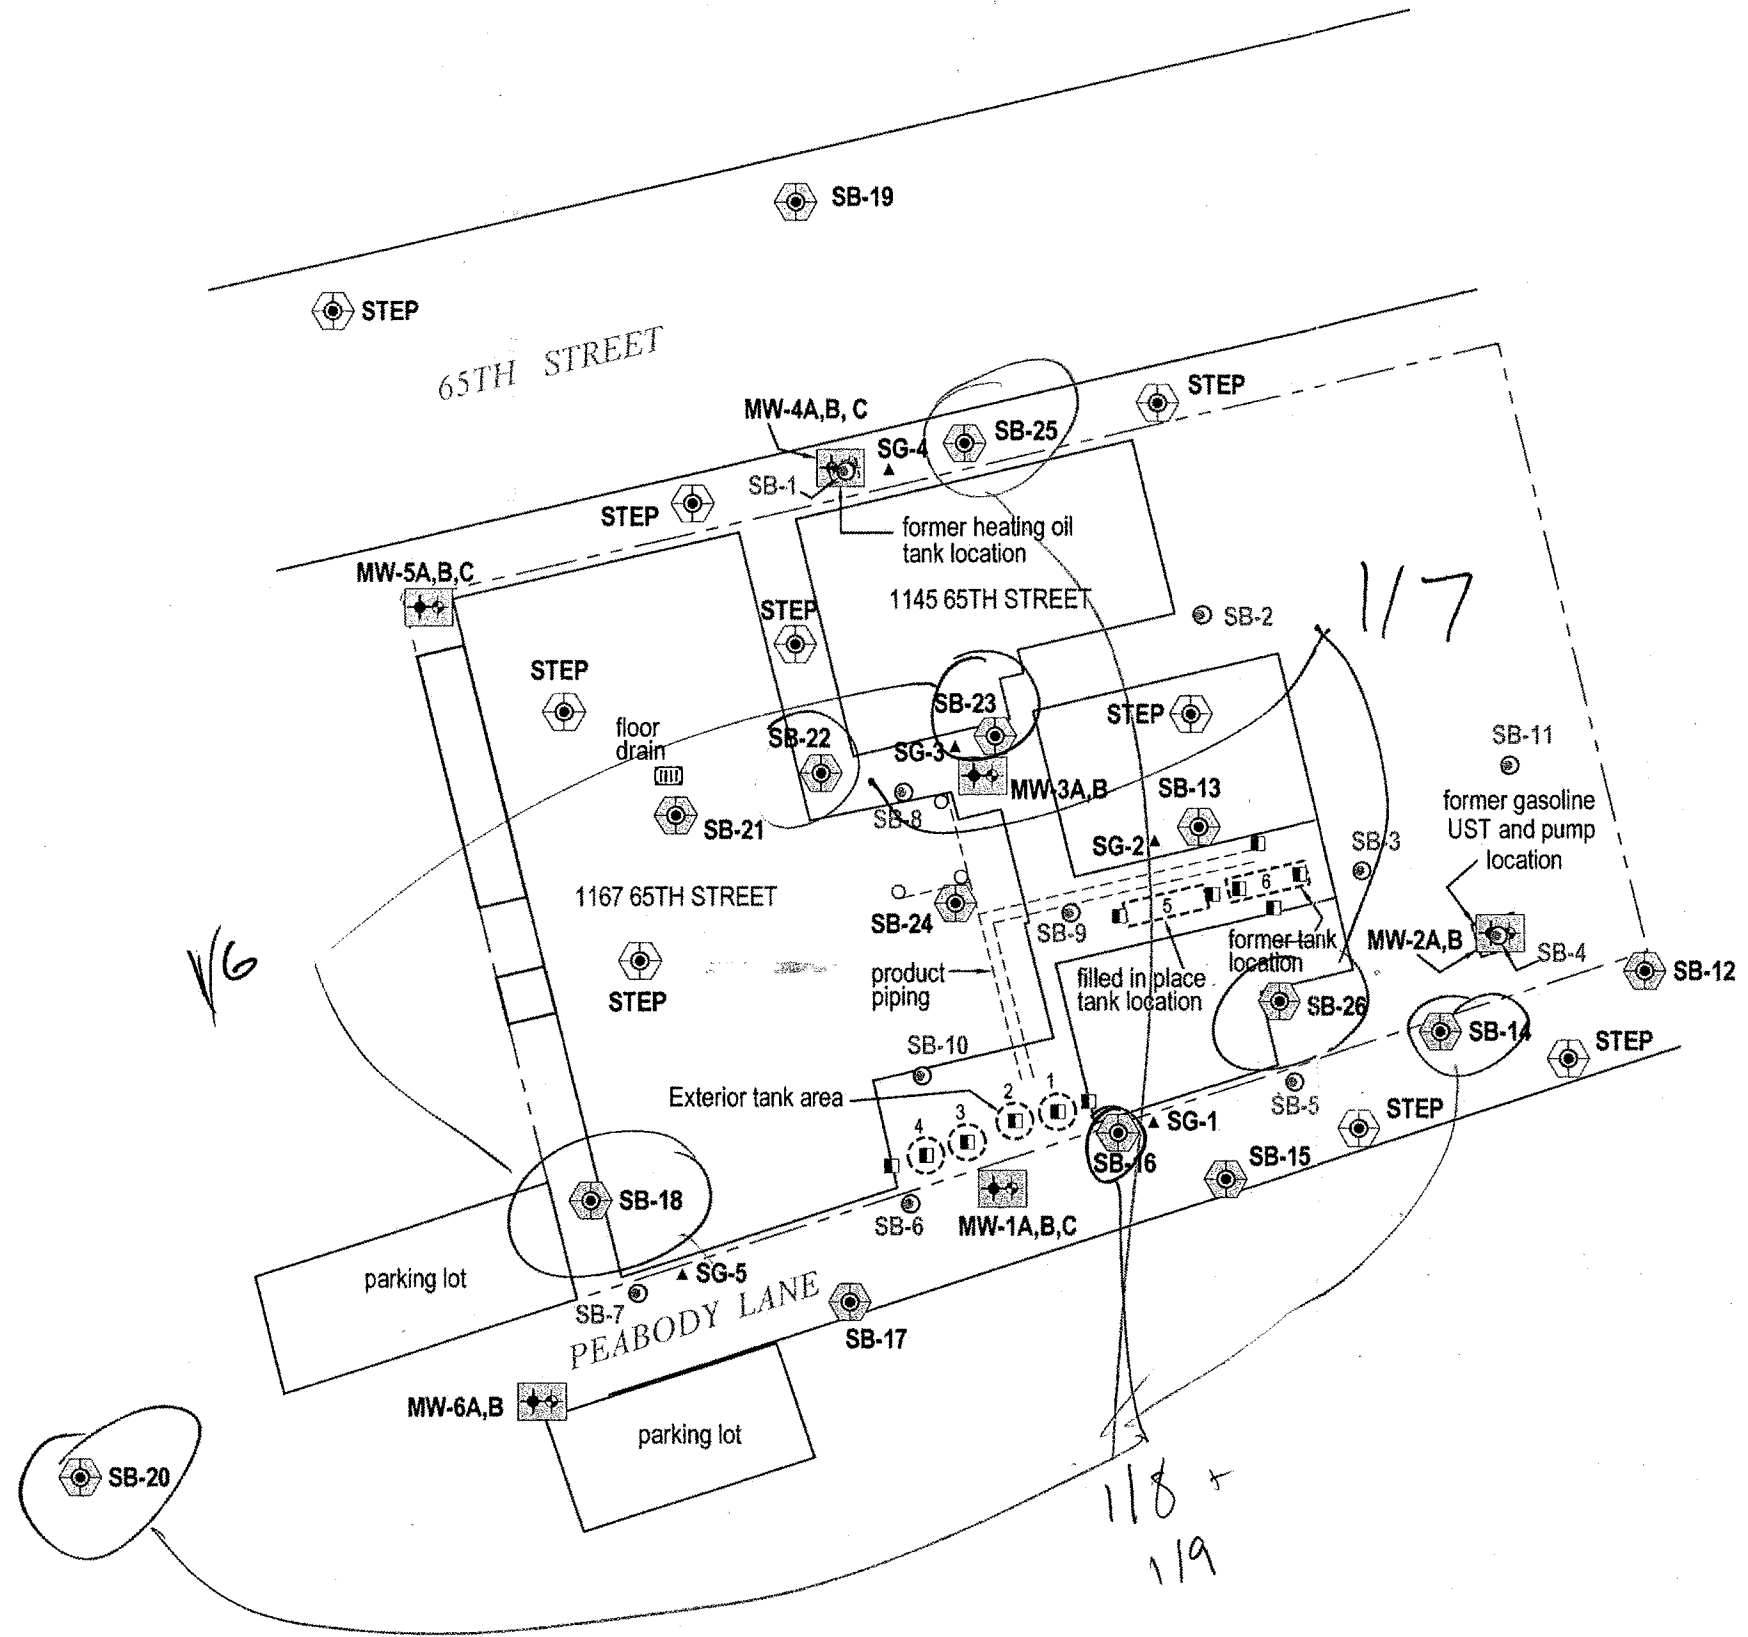 SB-19
STEP
65TH STREET
STEP
MW-4A,B, C
SB-25
SG-4
SB-1
STEP
former heating oil
tank location
MW-5A,B,C
1145 65TH STREET
STEP
SB-2
1/7
STEP
SB-23
STEP
floor
drain
SB-22
SG-3
SB-11
MW-3A,B
SB-13
former gasoline
UST and pump
location
SB-21
SB-8
SG-2
SB-3
1167 65TH STREET
6
5
SB-24
SB-9
former tank
location
MW-2A,B
SB-4
1/6
product
piping
filled in place
tank location
SB-12
STEP
SB-26
SB-14
STEP
SB-10
Exterior tank area
1
2
3
4
SB-5
STEP
SG-1
SB-16
SB-15
SB-18
SB-6
MW-1A,B,C
parking lot
SG-5
SB-7
PEABODY LANE
SB-17
MW-6A,B
parking lot
SB-20
1/8 +
1/9